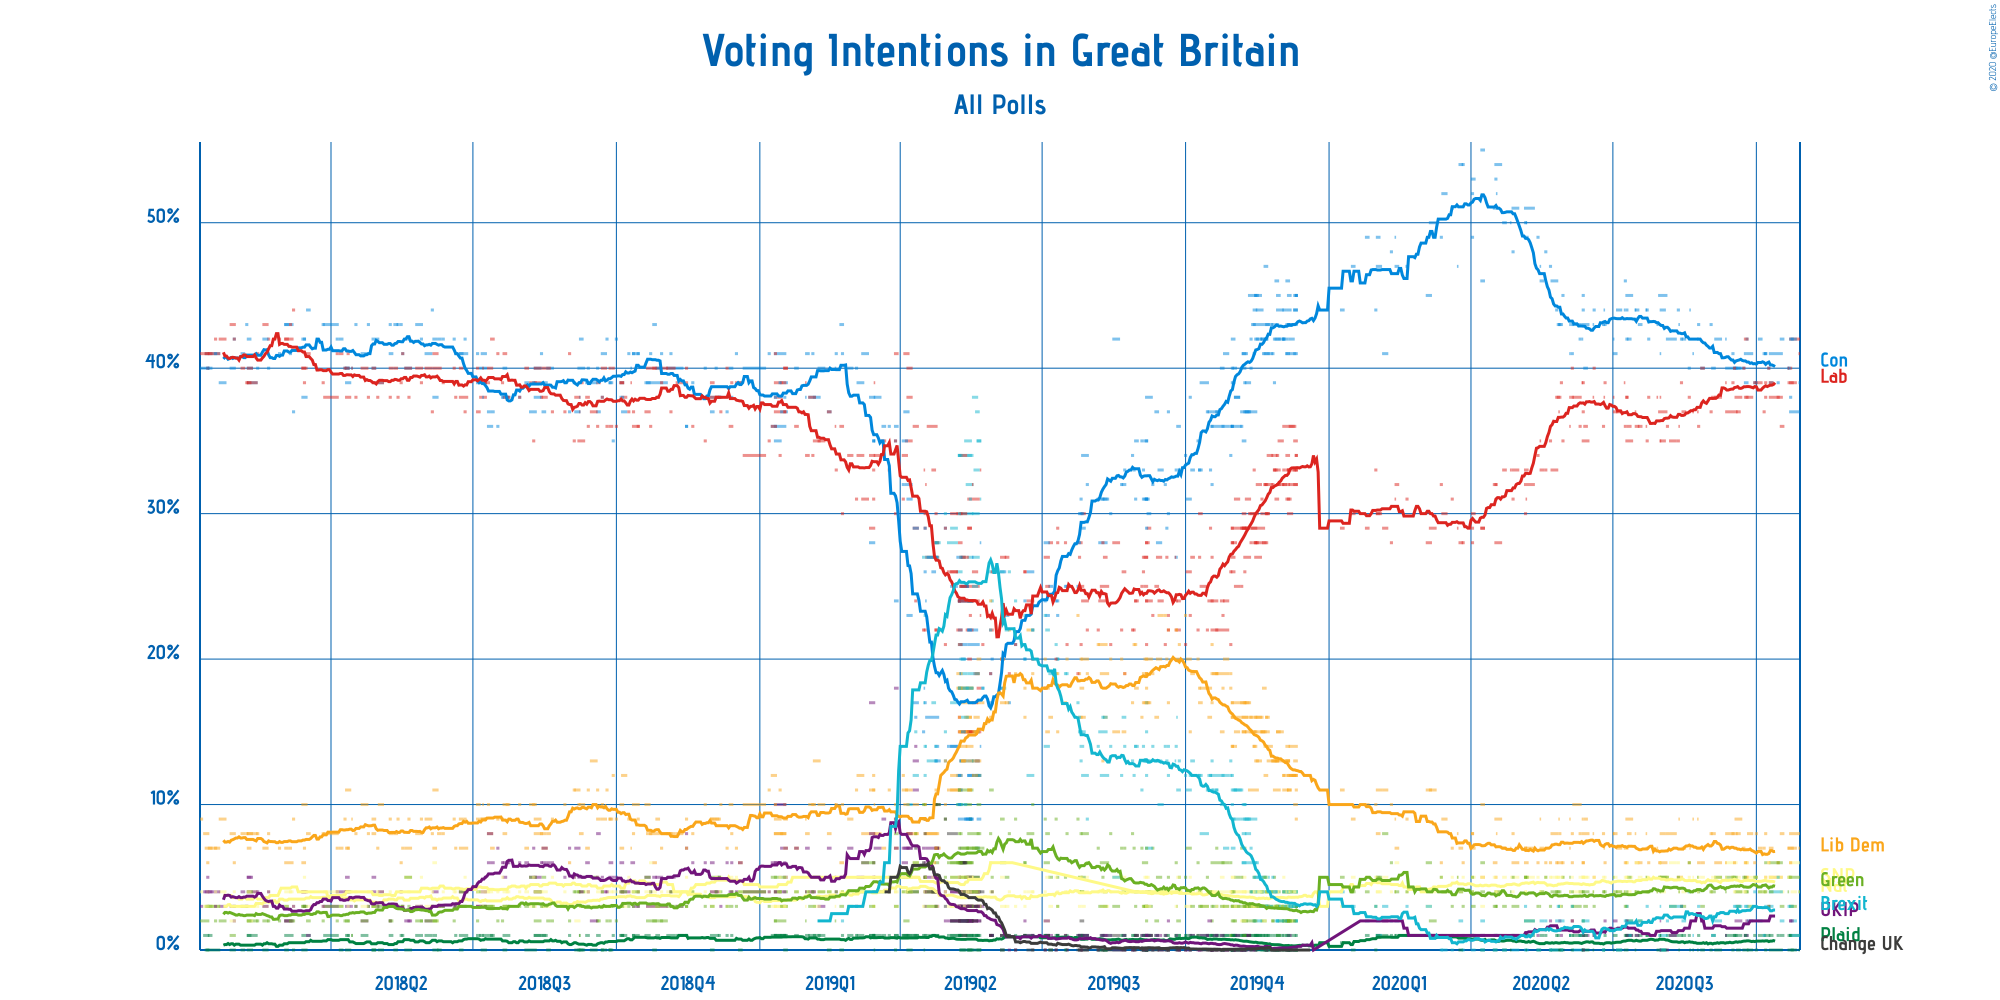 © 2020 @EuropeElects
Voting Intentions in Great Britain
All Polls
50%
40%
30%
20%
10%
0%
Con
Lab
Lib Dem
Green
Brexit
UKIP
Plaid
Change UK
2018Q2
2018Q3
2018Q4
2019Q1
2019Q2
2019Q3
2019Q4
2020Q1
2020Q2
2020Q3